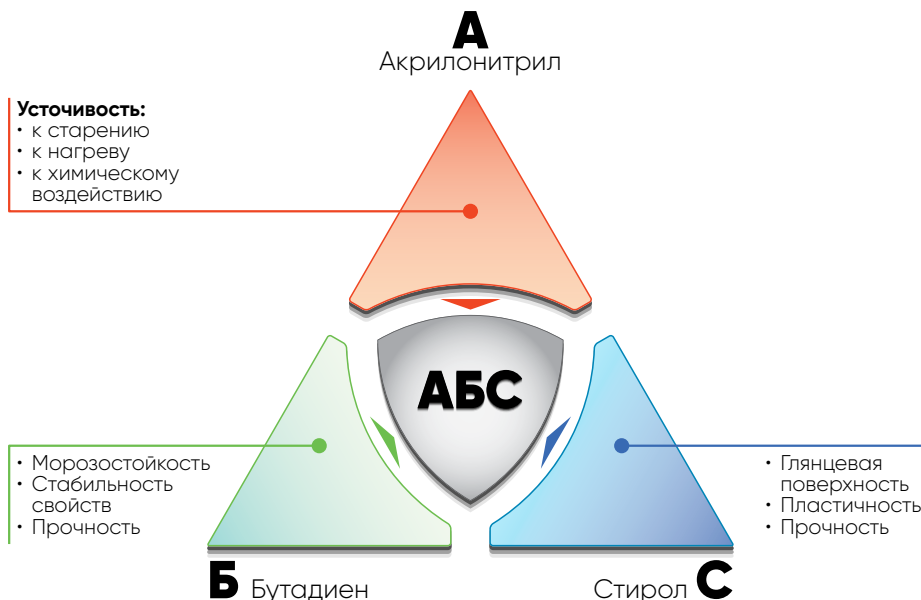 А
Акрилонитрил
Усточивость:
• к старению
• к нагреву
• к химическому
воздействию
АБС
• Морозостойкость
• Стабильность
свойств
• Прочность
• Глянцевая
поверхность
• Пластичность
• Прочность
Б Бутадиен
Стирол С